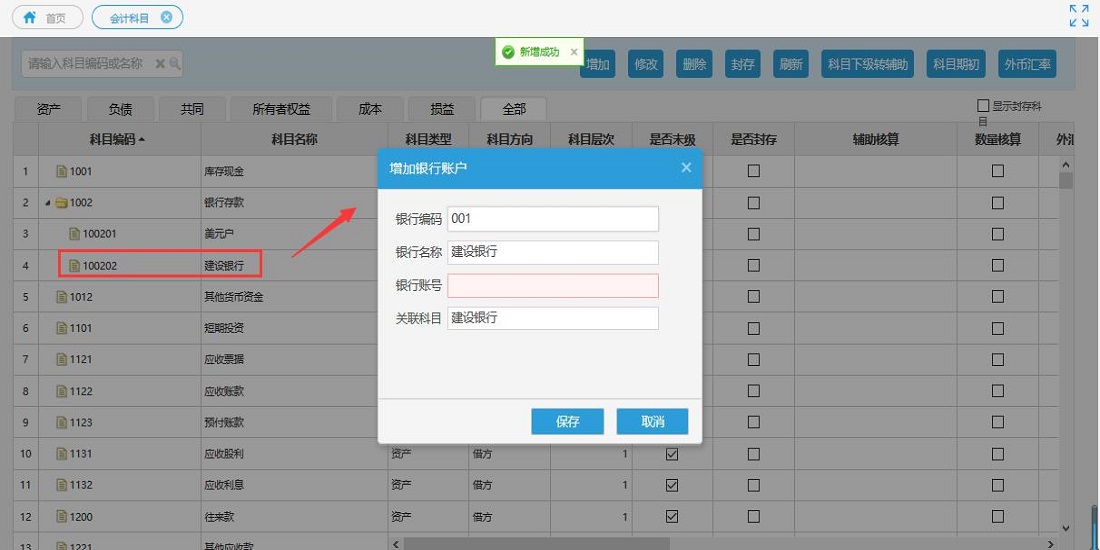 首页 会计科目
新增成功
请输入科目编码或名称 增加 修改 删除 封存 刷新 科目下级转辅助 科目期初 外币汇率
资产 负债 共同 所有者权益 成本 损益 全部 显示封存科目
科目编码 科目名称 科目类型 科目方向 科目层次 是否末级 是否封存 辅助核算 数量核算 外汇
1 1001 库存现金
2 1002 银行存款
3 100201 美元户
4 100202 建设银行
5 1012 其他货币资金
6 1101 短期投资
7 1121 应收票据
8 1122 应收账款
9 1123 预付账款
10 1131 应收股利 资产 借方 1
11 1132 应收利息 资产 借方 1
12 1200 往来款 资产 借方 1
13 1221 其他应收款
增加银行账户
银行编码 001
银行名称 建设银行
银行账号
关联科目 建设银行
保存 取消